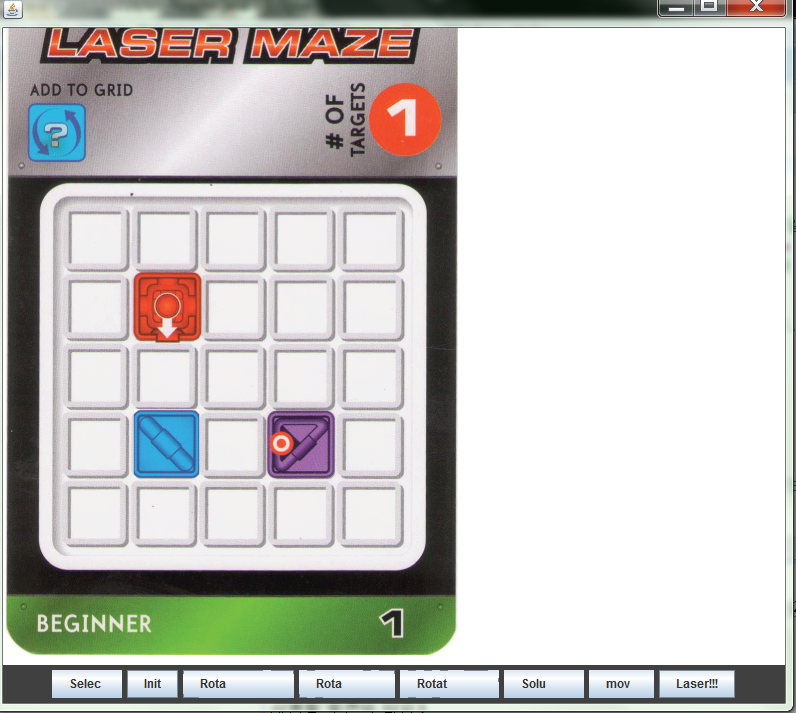 LASER MAZE
ADD TO GRID
?
# OF
TARGETS
1
BEGINNER
1
Selec
Init
Rota
Rota
Rotat
Solu
mov
Laser!!!